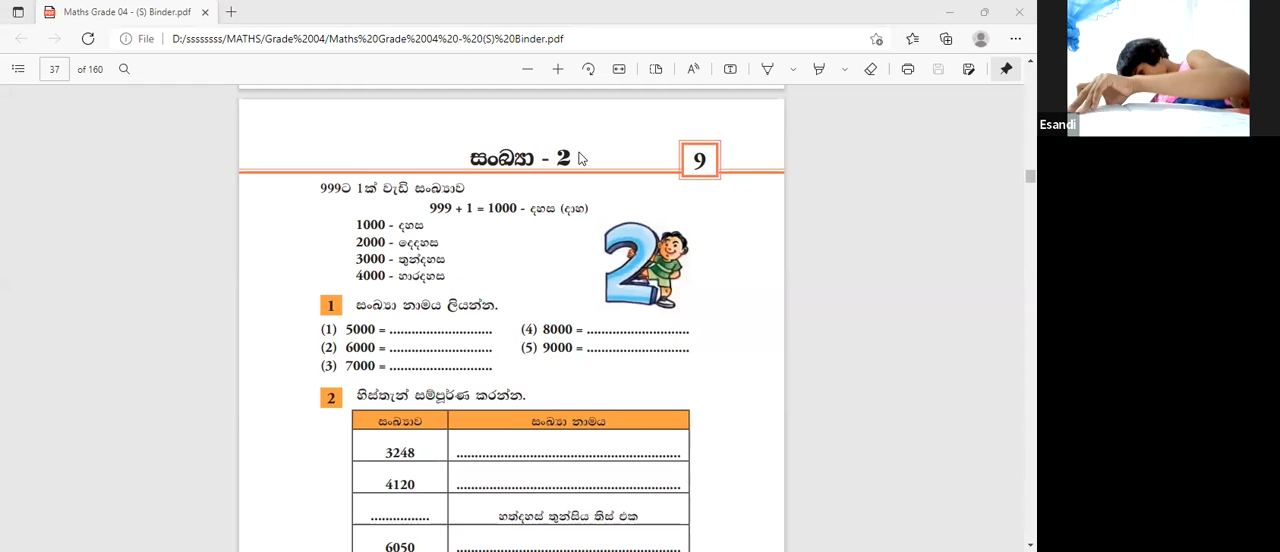 Maths Grade 04 - (S) Binder.pdf
File D:/ssssssss/MATHS/Grade%2004/Maths%20Grade%2004%20-%20(S)%20Binder.pdf
37 of 160
Esandi
සංඛ්‍යා - 2
9
999ට 1ක් වැඩි සංඛ්‍යාව
999 + 1 = 1000 - දහස (දාහ)
1000 - දහස
2000 - දෙදහස
3000 - තුන්දහස
4000 - හාරදහස
1 සංඛ්‍යා නාමය ලියන්න.
(1) 5000 = .......................... (4) 8000 = ..........................
(2) 6000 = .......................... (5) 9000 = ..........................
(3) 7000 = ..........................
2 හිස්තැන් සම්පූර්ණ කරන්න.
සංඛ්‍යාව සංඛ්‍යා නාමය
3248 ..........................................................
4120 ..........................................................
............... හත්දහස් තුන්සිය තිස් එක
6050 ..........................................................